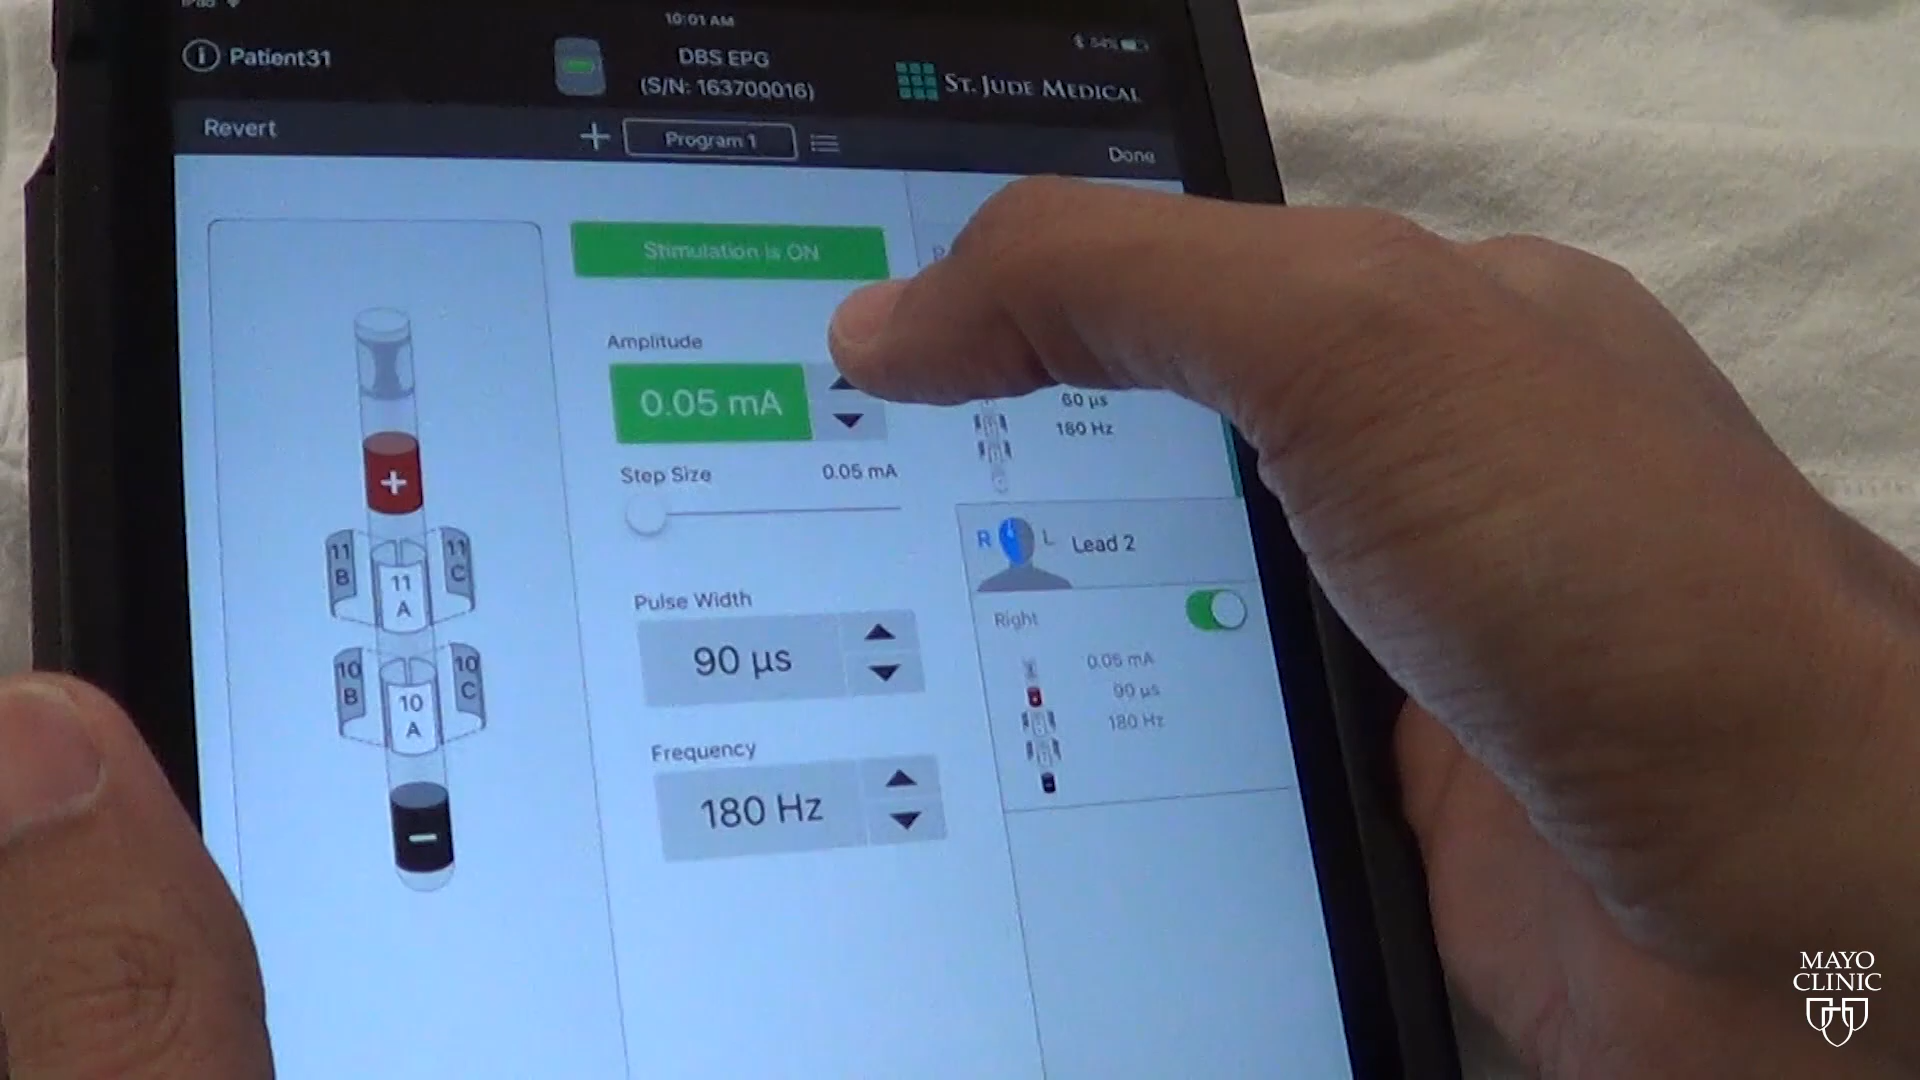 iPad
10:01 AM
54%
Patient31
DBS EPG
(S/N: 163700016)
ST. JUDE MEDICAL
Revert
+
Program 1
Done
Stimulation is ON
Amplitude
0.05 mA
Step Size 0.05 mA
Pulse Width
90 µs
Frequency
180 Hz
+
11 B
11 A
11 C
10 B
10 A
10 C
−
60 µs
180 Hz
R L Lead 2
Right
0.05 mA
90 µs
180 Hz
MAYO
CLINIC